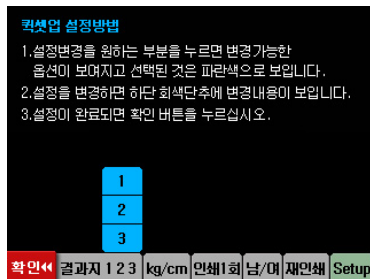 퀵셋업 설정방법
1.설정변경을 원하는 부분을 누르면 변경가능한
옵션이 보여지고 선택된 것은 파란색으로 보입니다.
2.설정을 변경하면 하단 회색단추에 변경내용이 보입니다.
3.설정이 완료되면 확인 버튼을 누르십시오.
1
2
3
확인◀◀ 결과지 1 2 3 kg/cm 인쇄1회 남/여 재인쇄 Setup